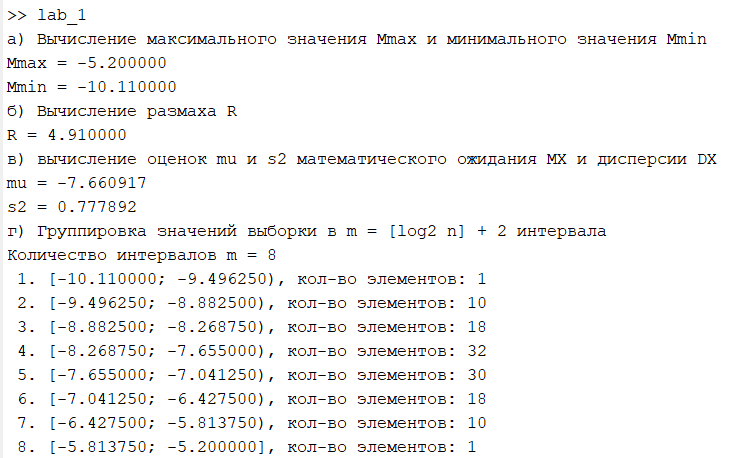 >> lab_1
а) Вычисление максимального значения Mmax и минимального значения Mmin
Mmax = -5.200000
Mmin = -10.110000
б) Вычисление размаха R
R = 4.910000
в) вычисление оценок mu и s2 математического ожидания MX и дисперсии DX
mu = -7.660917
s2 = 0.777892
г) Группировка значений выборки в m = [log2 n] + 2 интервала
Количество интервалов m = 8
1. [-10.110000; -9.496250), кол-во элементов: 1
2. [-9.496250; -8.882500), кол-во элементов: 10
3. [-8.882500; -8.268750), кол-во элементов: 18
4. [-8.268750; -7.655000), кол-во элементов: 32
5. [-7.655000; -7.041250), кол-во элементов: 30
6. [-7.041250; -6.427500), кол-во элементов: 18
7. [-6.427500; -5.813750), кол-во элементов: 10
8. [-5.813750; -5.200000], кол-во элементов: 1